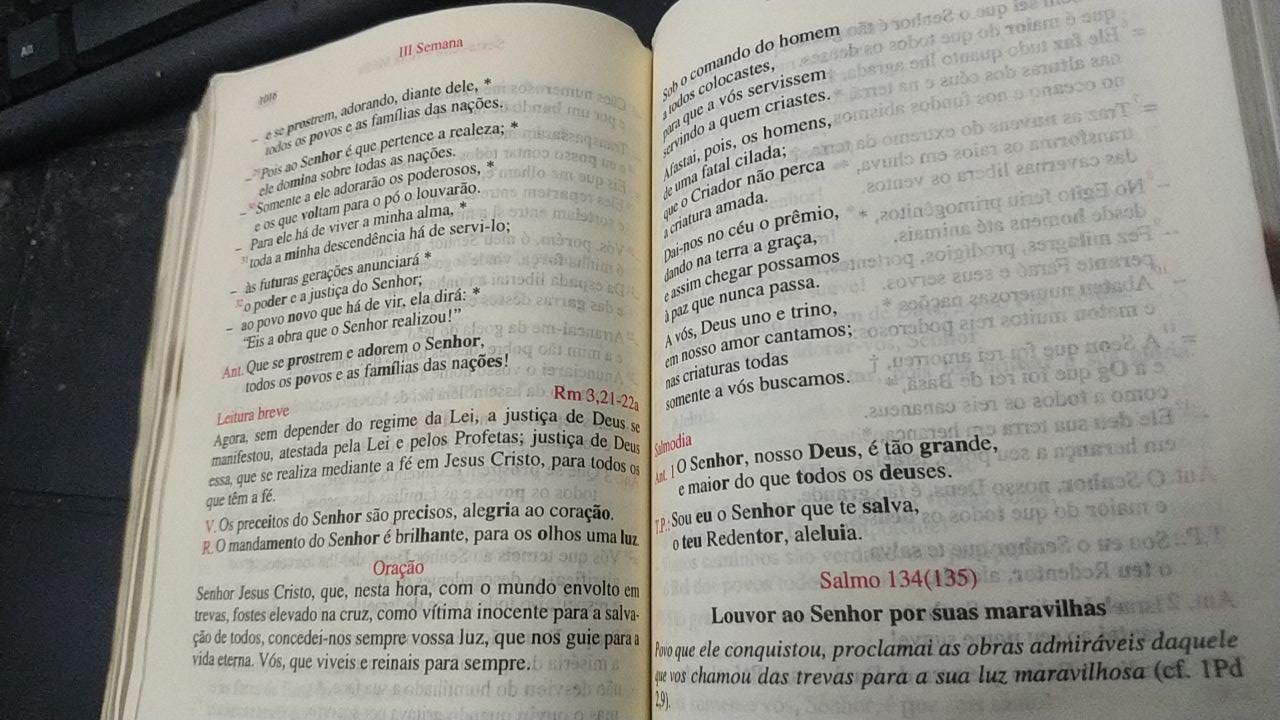 III Semana
– e se prostrem, adorando, diante dele, *
todos os povos e as famílias das nações.
– Pois ao Senhor é que pertence a realeza; *
ele domina sobre todas as nações.
– Somente a ele adorarão os poderosos, *
e os que voltam para o pó o louvarão.
– Para ele há de viver a minha alma, *
31 toda a minha descendência há de servi-lo;
– às futuras gerações anunciará *
32 o poder e a justiça do Senhor;
– ao povo novo que há de vir, ela dirá: *
“Eis a obra que o Senhor realizou!”
Ant. Que se prostrem e adorem o Senhor,
todos os povos e as famílias das nações!
Leitura breve Rm 3,21-22a
Agora, sem depender do regime da Lei, a justiça de Deus se
manifestou, atestada pela Lei e pelos Profetas; justiça de Deus
essa, que se realiza mediante a fé em Jesus Cristo, para todos os
que têm a fé.
V. Os preceitos do Senhor são precisos, alegria ao coração.
R. O mandamento do Senhor é brilhante, para os olhos uma luz.
Oração
Senhor Jesus Cristo, que, nesta hora, com o mundo envolto em
trevas, fostes elevado na cruz, como vítima inocente para a salva-
ção de todos, concedei-nos sempre vossa luz, que nos guie para a
vida eterna. Vós, que viveis e reinais para sempre.
Sob o comando do homem
a todos colocastes,
para que a vós servissem
servindo a quem criastes.
Afastai, pois, os homens,
de uma fatal cilada;
que o Criador não perca
a criatura amada.
Dai-nos no céu o prêmio,
dando na terra a graça,
e assim chegar possamos
à paz que nunca passa.
A vós, Deus uno e trino,
em nosso amor cantamos;
nas criaturas todas
somente a vós buscamos.
Salmodia
Ant. 1 O Senhor, nosso Deus, é tão grande,
e maior do que todos os deuses.
T.P.: Sou eu o Senhor que te salva,
o teu Redentor, aleluia.
Salmo 134(135)
Louvor ao Senhor por suas maravilhas
Povo que ele conquistou, proclamai as obras admiráveis daquele
que vos chamou das trevas para a sua luz maravilhosa (cf. 1Pd
2,9).